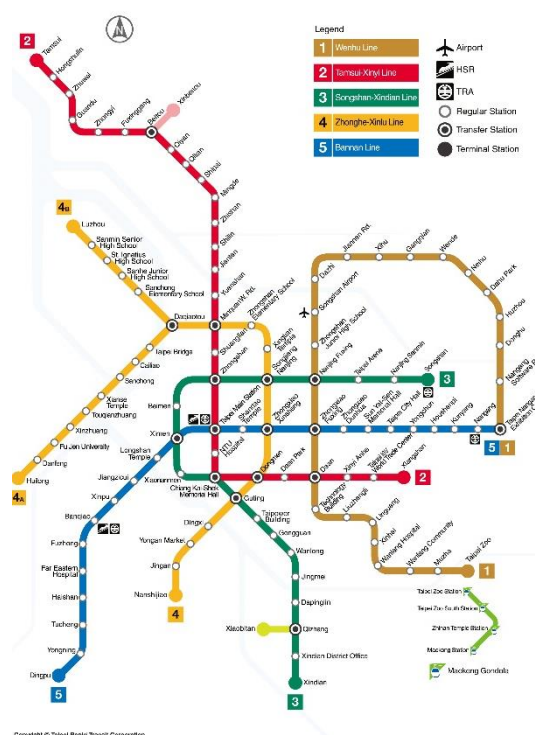 2
Tamsui
Hongshulin
Zhuwei
Guandu
Zhongyi
Fuxinggang
Beitou
Xinbeitou
Qiyan
Qilian
Shipai
Mingde
Zhishan
Shilin
Jiantan
Yuanshan
Minquan W. Rd.
Shuanglian
Zhongshan
Taipei Main Station
NTU
Hospital
Chiang Kai-Shek
Memorial Hall
Dongmen
Daan Park
Daan
Xinyi Anhe
Taipei 101/
World Trade Center
Xiangshan
2
Legend
1 Wenhu Line
2 Tamsui-Xinyi Line
3 Songshan-Xindian Line
4 Zhonghe-Xinlu Line
5 Bannan Line
Airport
HSR
TRA
Regular Station
Transfer Station
Terminal Station
4B
Luzhou
Sanmin Senior
High School
St. Ignatius
High School
Sanhe Junior
High School
Sanchong
Elementary School
Daqiaotou
Zhongshan
Elementary School
Xingtian
Temple
Songjiang
Nanjing
Taipei Bridge
Cailiao
Sanchong
Xianse
Temple
Touqianzhuang
Xinzhuang
Fu Jen University
Danfeng
Huilong
4A
Zhongxiao
Xinsheng
Guting
Dingxi
Yongan Market
Jingan
Nanshijiao
4
Dazhi
Jiannan Rd.
Xihu
Gangqian
Wende
Neihu
Dahu Park
Huzhou
Donghu
Nangang
Software Park
Taipei Nangang
Exhibition Center
5 1
Songshan Airport
Zhongshan
Junior High School
Nanjing Fuxing
Taipei Arena
Nanjing Sanmin
Songshan
3
Beimen
Ximen
Xiaonanmen
Shandao
Temple
Zhongxiao
Fuxing
Zhongxiao
Dunhua
Sun Yat-Sen
Memorial Hall
Taipei City Hall
Yongchun
Houshanpi
Kunyang
Nangang
Longshan
Temple
Jiangzicui
Xinpu
Banqiao
Fuzhong
Far Eastern
Hospital
Haishan
Tucheng
Yongning
Dingpu
5
Technology
Building
Liuzhangli
Linguang
Xinhai
Wanfang Hospital
Wanfang Community
Muzha
Taipei Zoo
1
Taipower
Building
Gongguan
Wanlong
Jingmei
Dapinglin
Xiaobitan
Qizhang
Xindian District Office
Xindian
3
Taipei Zoo Station
Taipei Zoo South Station
Zhinan Temple Station
Maokong Station
Maokong Gondola